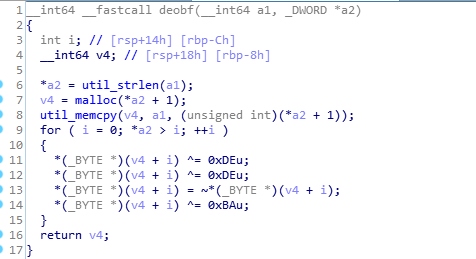 1 __int64 __fastcall deobf(__int64 a1, _DWORD *a2)
2 {
3 int i; // [rsp+14h] [rbp-Ch]
4 __int64 v4; // [rsp+18h] [rbp-8h]
5
6 *a2 = util_strlen(a1);
7 v4 = malloc(*a2 + 1);
8 util_memcpy(v4, a1, (unsigned int)(*a2 + 1));
9 for ( i = 0; *a2 > i; ++i )
10 {
11 *(_BYTE *)(v4 + i) ^= 0xDEu;
12 *(_BYTE *)(v4 + i) ^= 0xDEu;
13 *(_BYTE *)(v4 + i) = ~*(_BYTE *)(v4 + i);
14 *(_BYTE *)(v4 + i) ^= 0xBAu;
15 }
16 return v4;
17 }